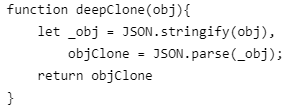 function deepClone(obj){
    let _obj = JSON.stringify(obj),
        objClone = JSON.parse(_obj);
    return objClone
}